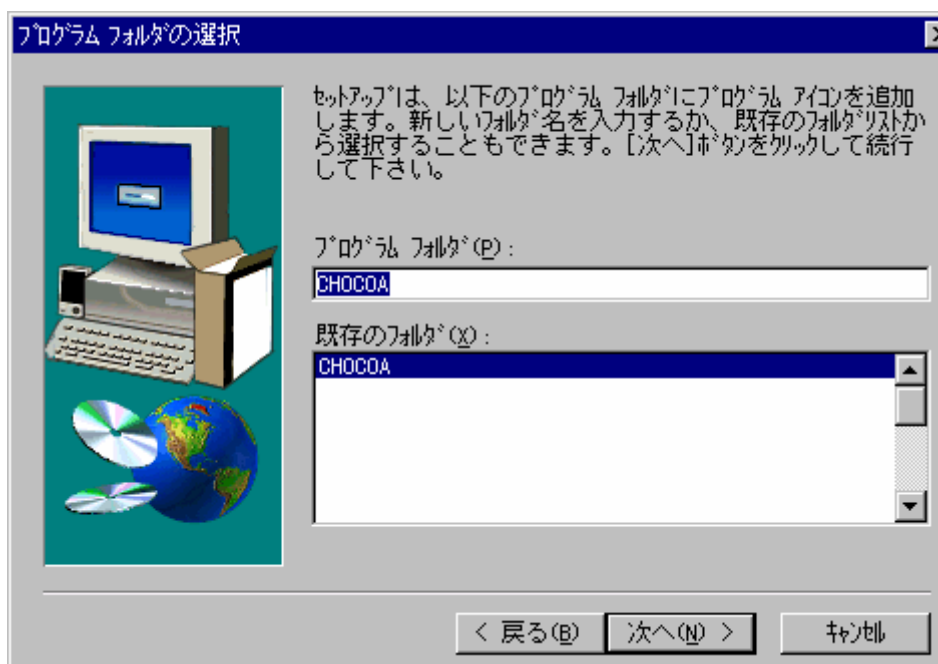 ﾌﾟﾛｸﾞﾗﾑ ﾌｫﾙﾀﾞの選択
ｾｯﾄｱｯﾌﾟは、以下のﾌﾟﾛｸﾞﾗﾑ ﾌｫﾙﾀﾞにﾌﾟﾛｸﾞﾗﾑ ｱｲｺﾝを追加
します。新しいﾌｫﾙﾀﾞ名を入力するか、既存のﾌｫﾙﾀﾞﾘｽﾄか
ら選択することもできます。[次へ]ﾎﾞﾀﾝをｸﾘｯｸして続行
して下さい。
ﾌﾟﾛｸﾞﾗﾑ ﾌｫﾙﾀﾞ(P):
CHOCOA
既存のﾌｫﾙﾀﾞ(X):
CHOCOA
< 戻る(B)
次へ(N) >
ｷｬﾝｾﾙ